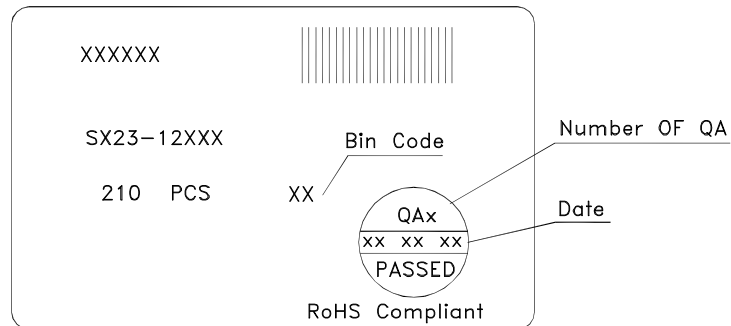 XXXXXX
SX23-12XXX
Bin Code
Number OF QA
210 PCS
XX
QAx
Date
xx xx xx
PASSED
RoHS Compliant